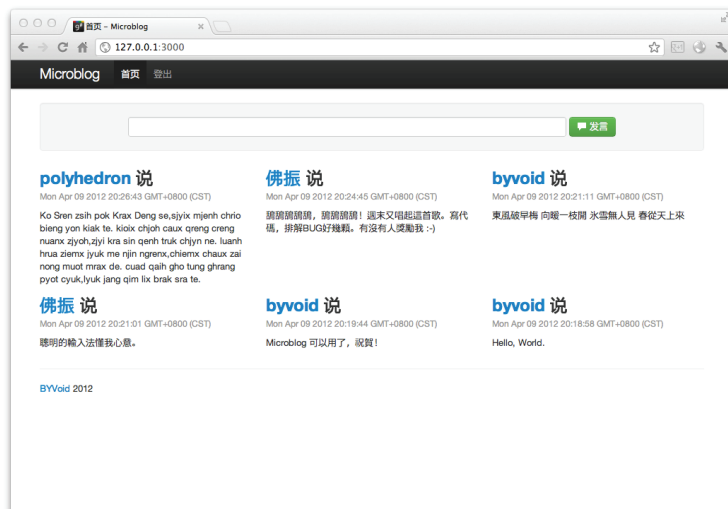 首页 – Microblog
127.0.0.1:3000
Microblog 首页 登出
发言
polyhedron 说
Mon Apr 09 2012 20:26:43 GMT+0800 (CST)
Ko Sren zsih pok Krax Deng se,sjyix mjenh chrio
bieng yon kiak te. kioix chjoh caux qreng creng
nuanx zjyoh,zjyi kra sin qenh truk chjyn ne. luanh
hrua ziemx jyuk me njin ngrenx,chiemx chaux zai
nong muot mrax de. cuad qaih gho tung ghrang
pyot cyuk,lyuk jang qim lix brak sra te.
佛振 说
Mon Apr 09 2012 20:24:45 GMT+0800 (CST)
！週末又唱起這首歌。寫代
碼，排解BUG好幾顆。有沒有人獎勵我 :-)
byvoid 说
Mon Apr 09 2012 20:21:11 GMT+0800 (CST)
東風破早梅 向暖一枝開 氷雪無人見 春從天上來
佛振 说
Mon Apr 09 2012 20:21:01 GMT+0800 (CST)
聰明的輸入法懂我心意。
byvoid 说
Mon Apr 09 2012 20:19:44 GMT+0800 (CST)
Microblog 可以用了，祝賀！
byvoid 说
Mon Apr 09 2012 20:18:58 GMT+0800 (CST)
Hello, World.
BYVoid 2012